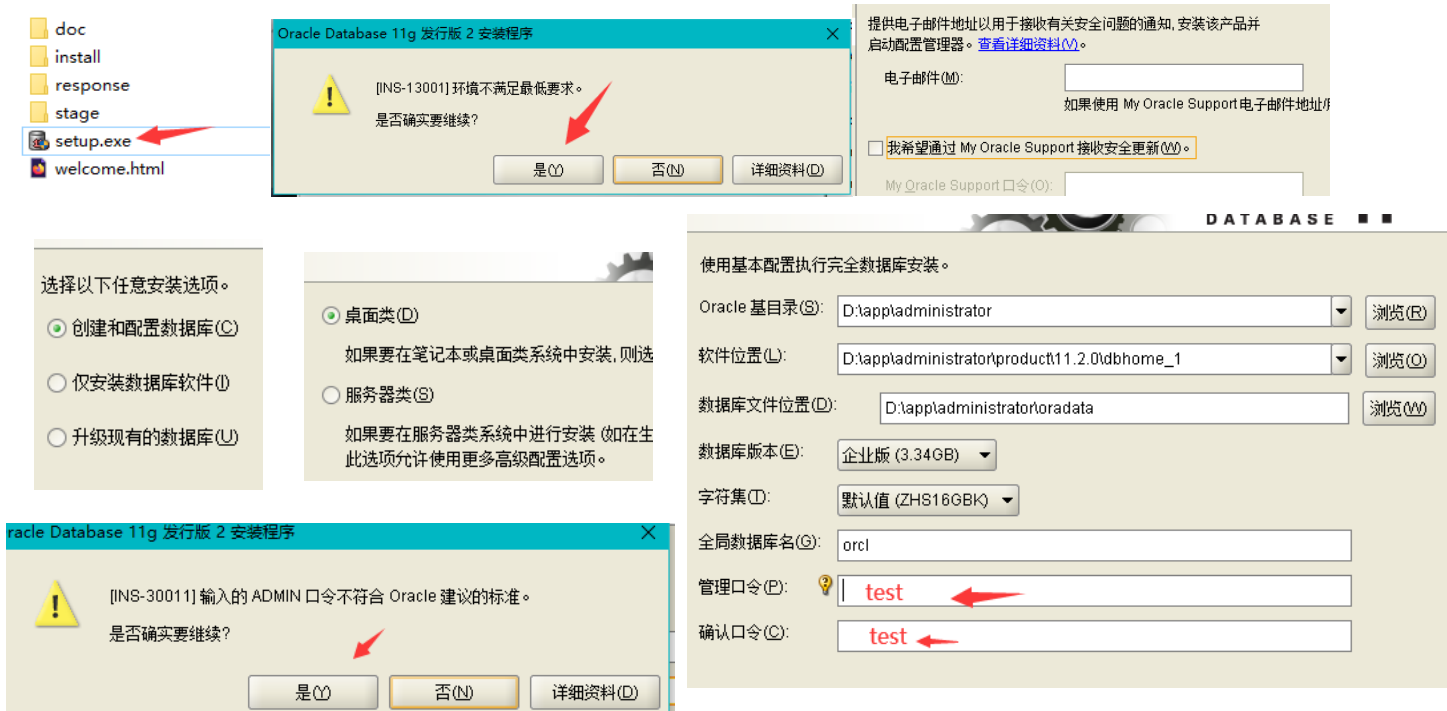 doc
install
response
stage
setup.exe
welcome.html
Oracle Database 11g 发行版 2 安装程序
[INS-13001] 环境不满足最低要求。
是否确实要继续?
是(Y)
否(N)
详细资料(D)
提供电子邮件地址以用于接收有关安全问题的通知, 安装该产品并
启动配置管理器。查看详细资料(V)。
电子邮件(M):
如果使用 My Oracle Support 电子邮件地址/
我希望通过 My Oracle Support 接收安全更新(W)。
My Oracle Support 口令(O):
选择以下任意安装选项。
创建和配置数据库(C)
仅安装数据库软件(I)
升级现有的数据库(U)
桌面类(D)
如果要在笔记本或桌面类系统中安装, 则选
服务器类(S)
如果要在服务器类系统中进行安装 (如在生
此选项允许使用更多高级配置选项。
DATABASE
使用基本配置执行完全数据库安装。
Oracle 基目录(S):
D:\app\administrator
浏览(R)
软件位置(L):
D:\app\administrator\product\11.2.0\dbhome_1
浏览(O)
数据库文件位置(D):
D:\app\administrator\oradata
浏览(W)
数据库版本(E):
企业版 (3.34GB)
字符集(T):
默认值 (ZHS16GBK)
全局数据库名(G):
orcl
管理口令(P):
test
确认口令(C):
test
racle Database 11g 发行版 2 安装程序
[INS-30011] 输入的 ADMIN 口令不符合 Oracle 建议的标准。
是否确实要继续?
是(Y)
否(N)
详细资料(D)